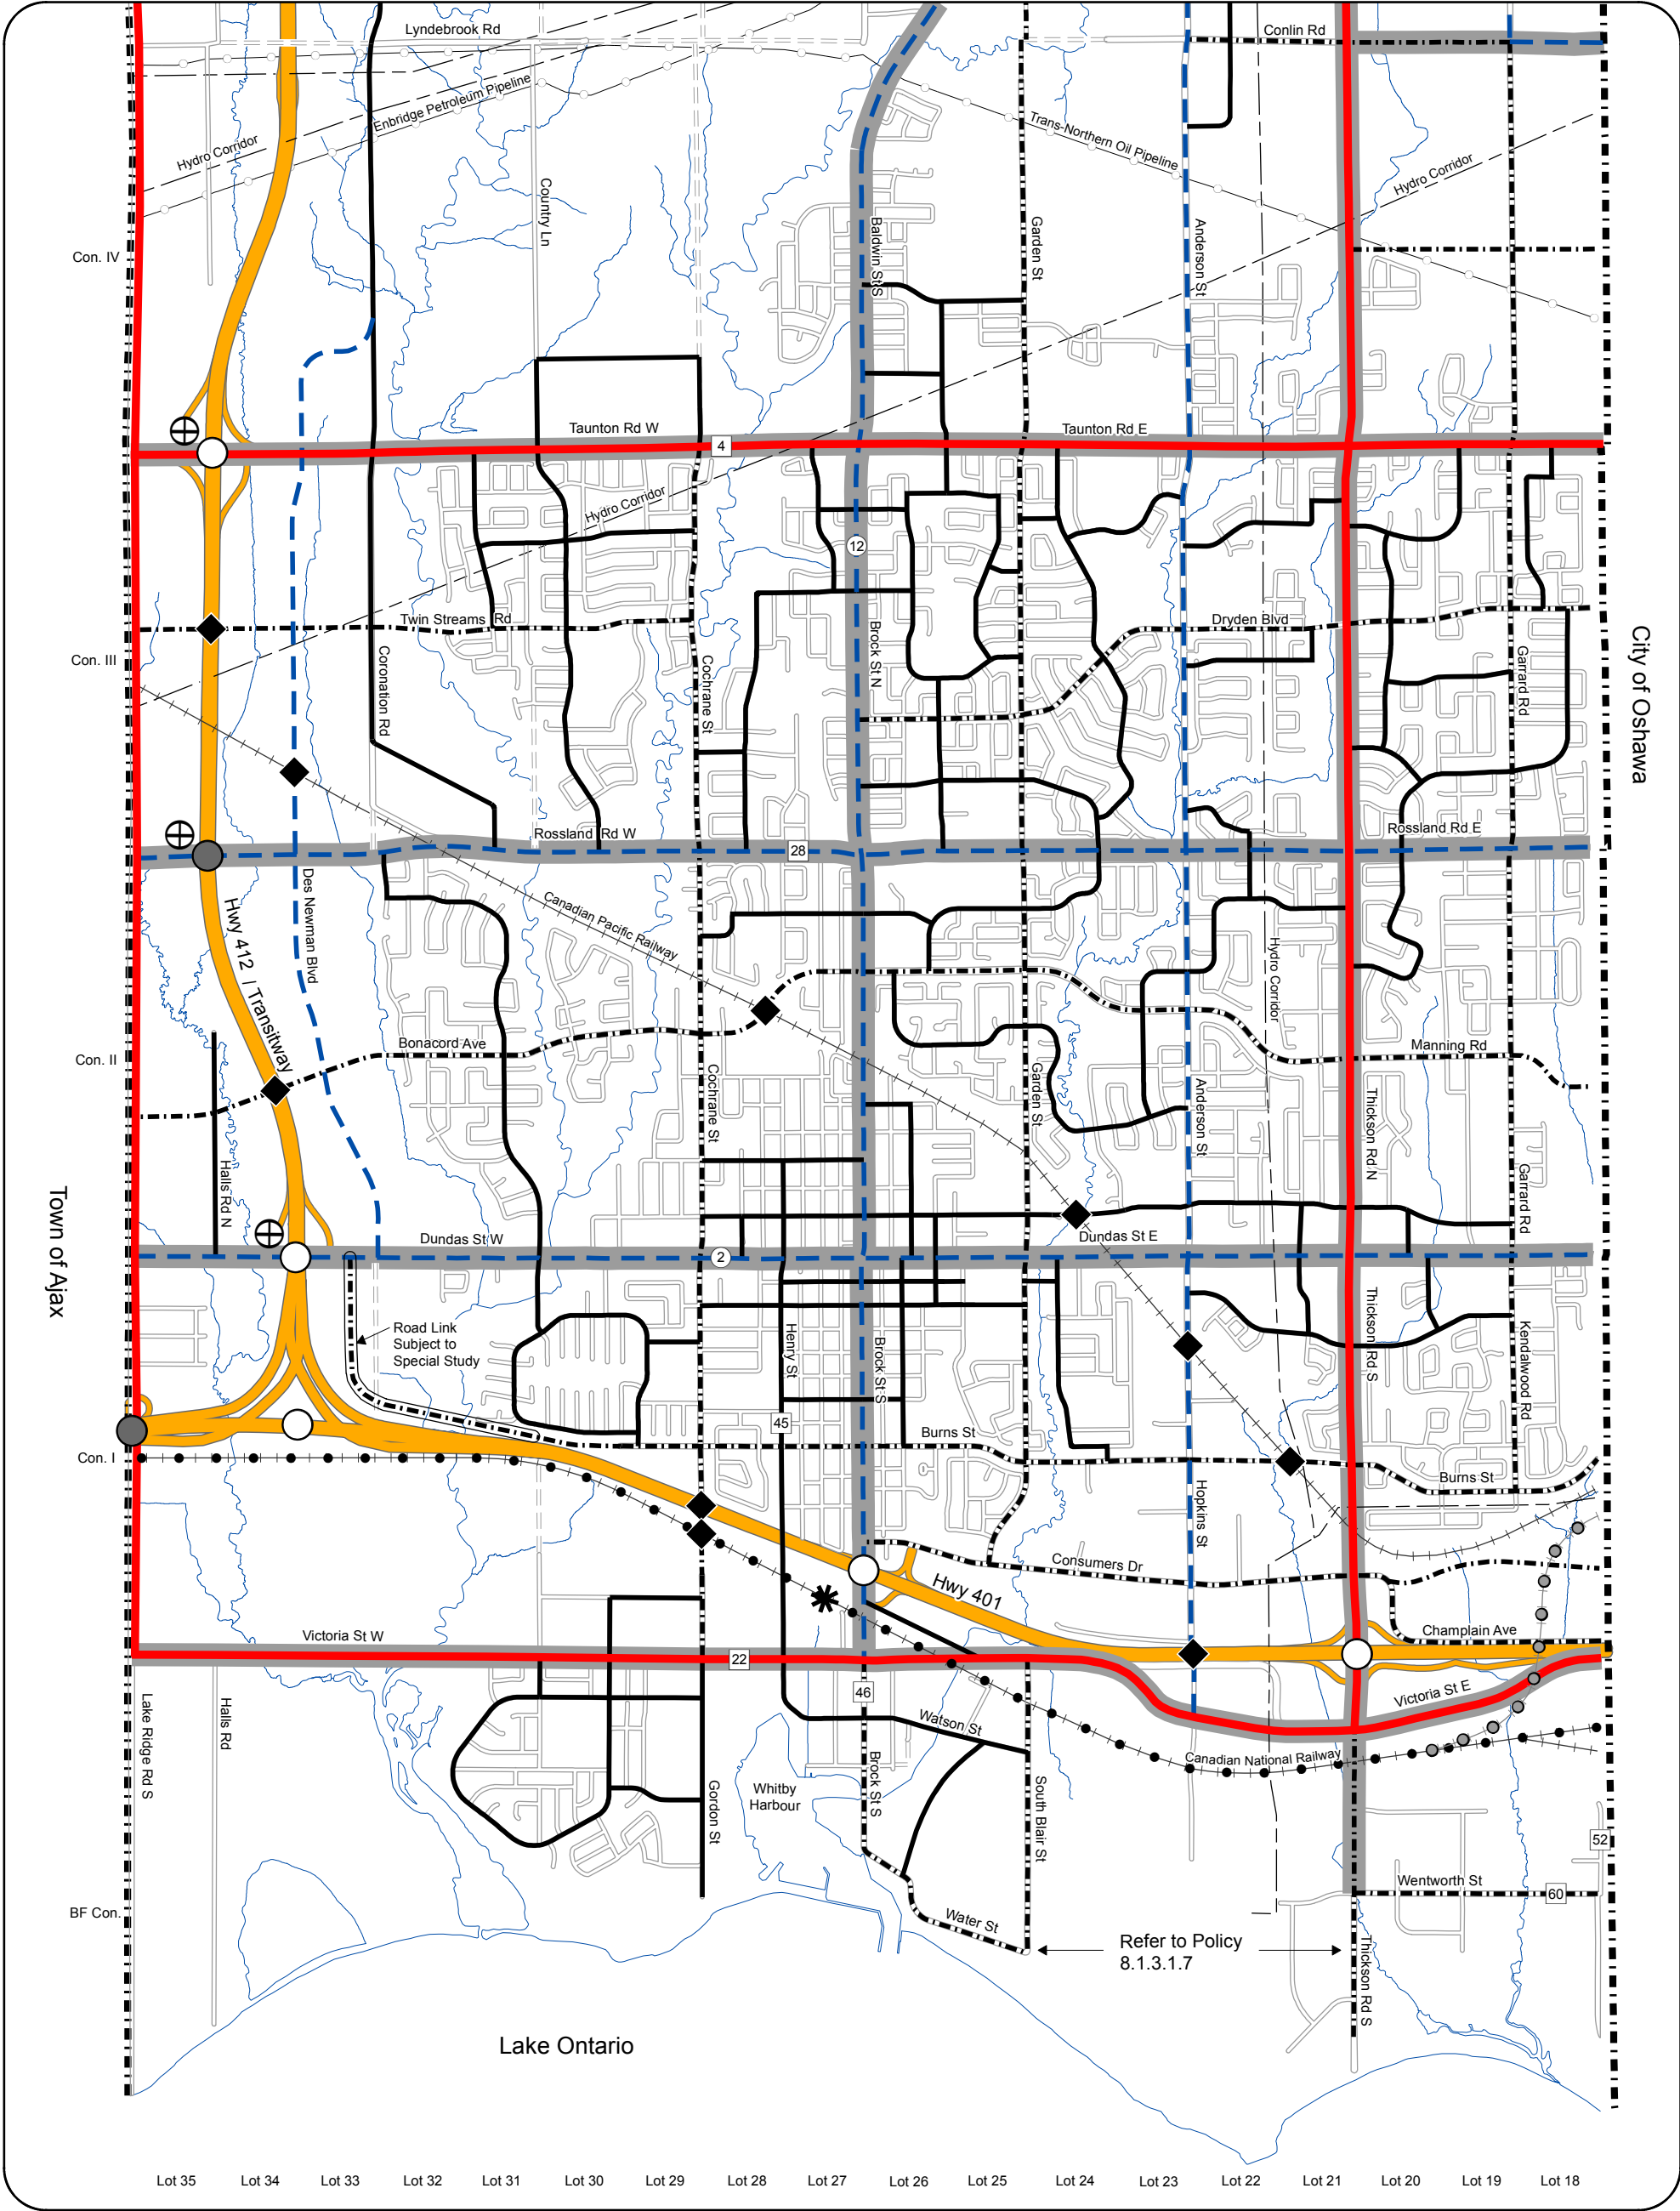 Lyndebrook Rd
Conlin Rd
Enbridge Petroleum Pipeline
Hydro Corridor
Trans-Northern Oil Pipeline
Hydro Corridor
Country Ln
Baldwin St S
Garden St
Anderson St
Con. IV
Taunton Rd W
4
Taunton Rd E
Hydro Corridor
12
Twin Streams Rd
Dryden Blvd
Con. III
Coronation Rd
Cochrane St
Brock St N
Garrard Rd
City of Oshawa
Rossland Rd W
28
Rossland Rd E
Des Newman Blvd
Hwy 412 / Transitway
Canadian Pacific Railway
Hydro Corridor
Bonacord Ave
Manning Rd
Con. II
Cochrane St
Garden St
Anderson St
Thickson Rd N
Halls Rd N
Garrard Rd
Town of Ajax
Dundas St W
2
Dundas St E
Road Link
Subject to
Special Study
Henry St
Brock St S
Thickson Rd S
Kendalwood Rd
45
Burns St
Con. I
Burns St
Hopkins St
Consumers Dr
Hwy 401
Victoria St W
22
Champlain Ave
Victoria St E
46
Lake Ridge Rd S
Halls Rd
Watson St
Canadian National Railway
Gordon St
Whitby
Harbour
Brock St S
South Blair St
52
Wentworth St
60
BF Con.
Water St
Refer to Policy
8.1.3.1.7
Thickson Rd S
Lake Ontario
Lot 35 Lot 34 Lot 33 Lot 32 Lot 31 Lot 30 Lot 29 Lot 28 Lot 27 Lot 26 Lot 25 Lot 24 Lot 23 Lot 22 Lot 21 Lot 20 Lot 19 Lot 18